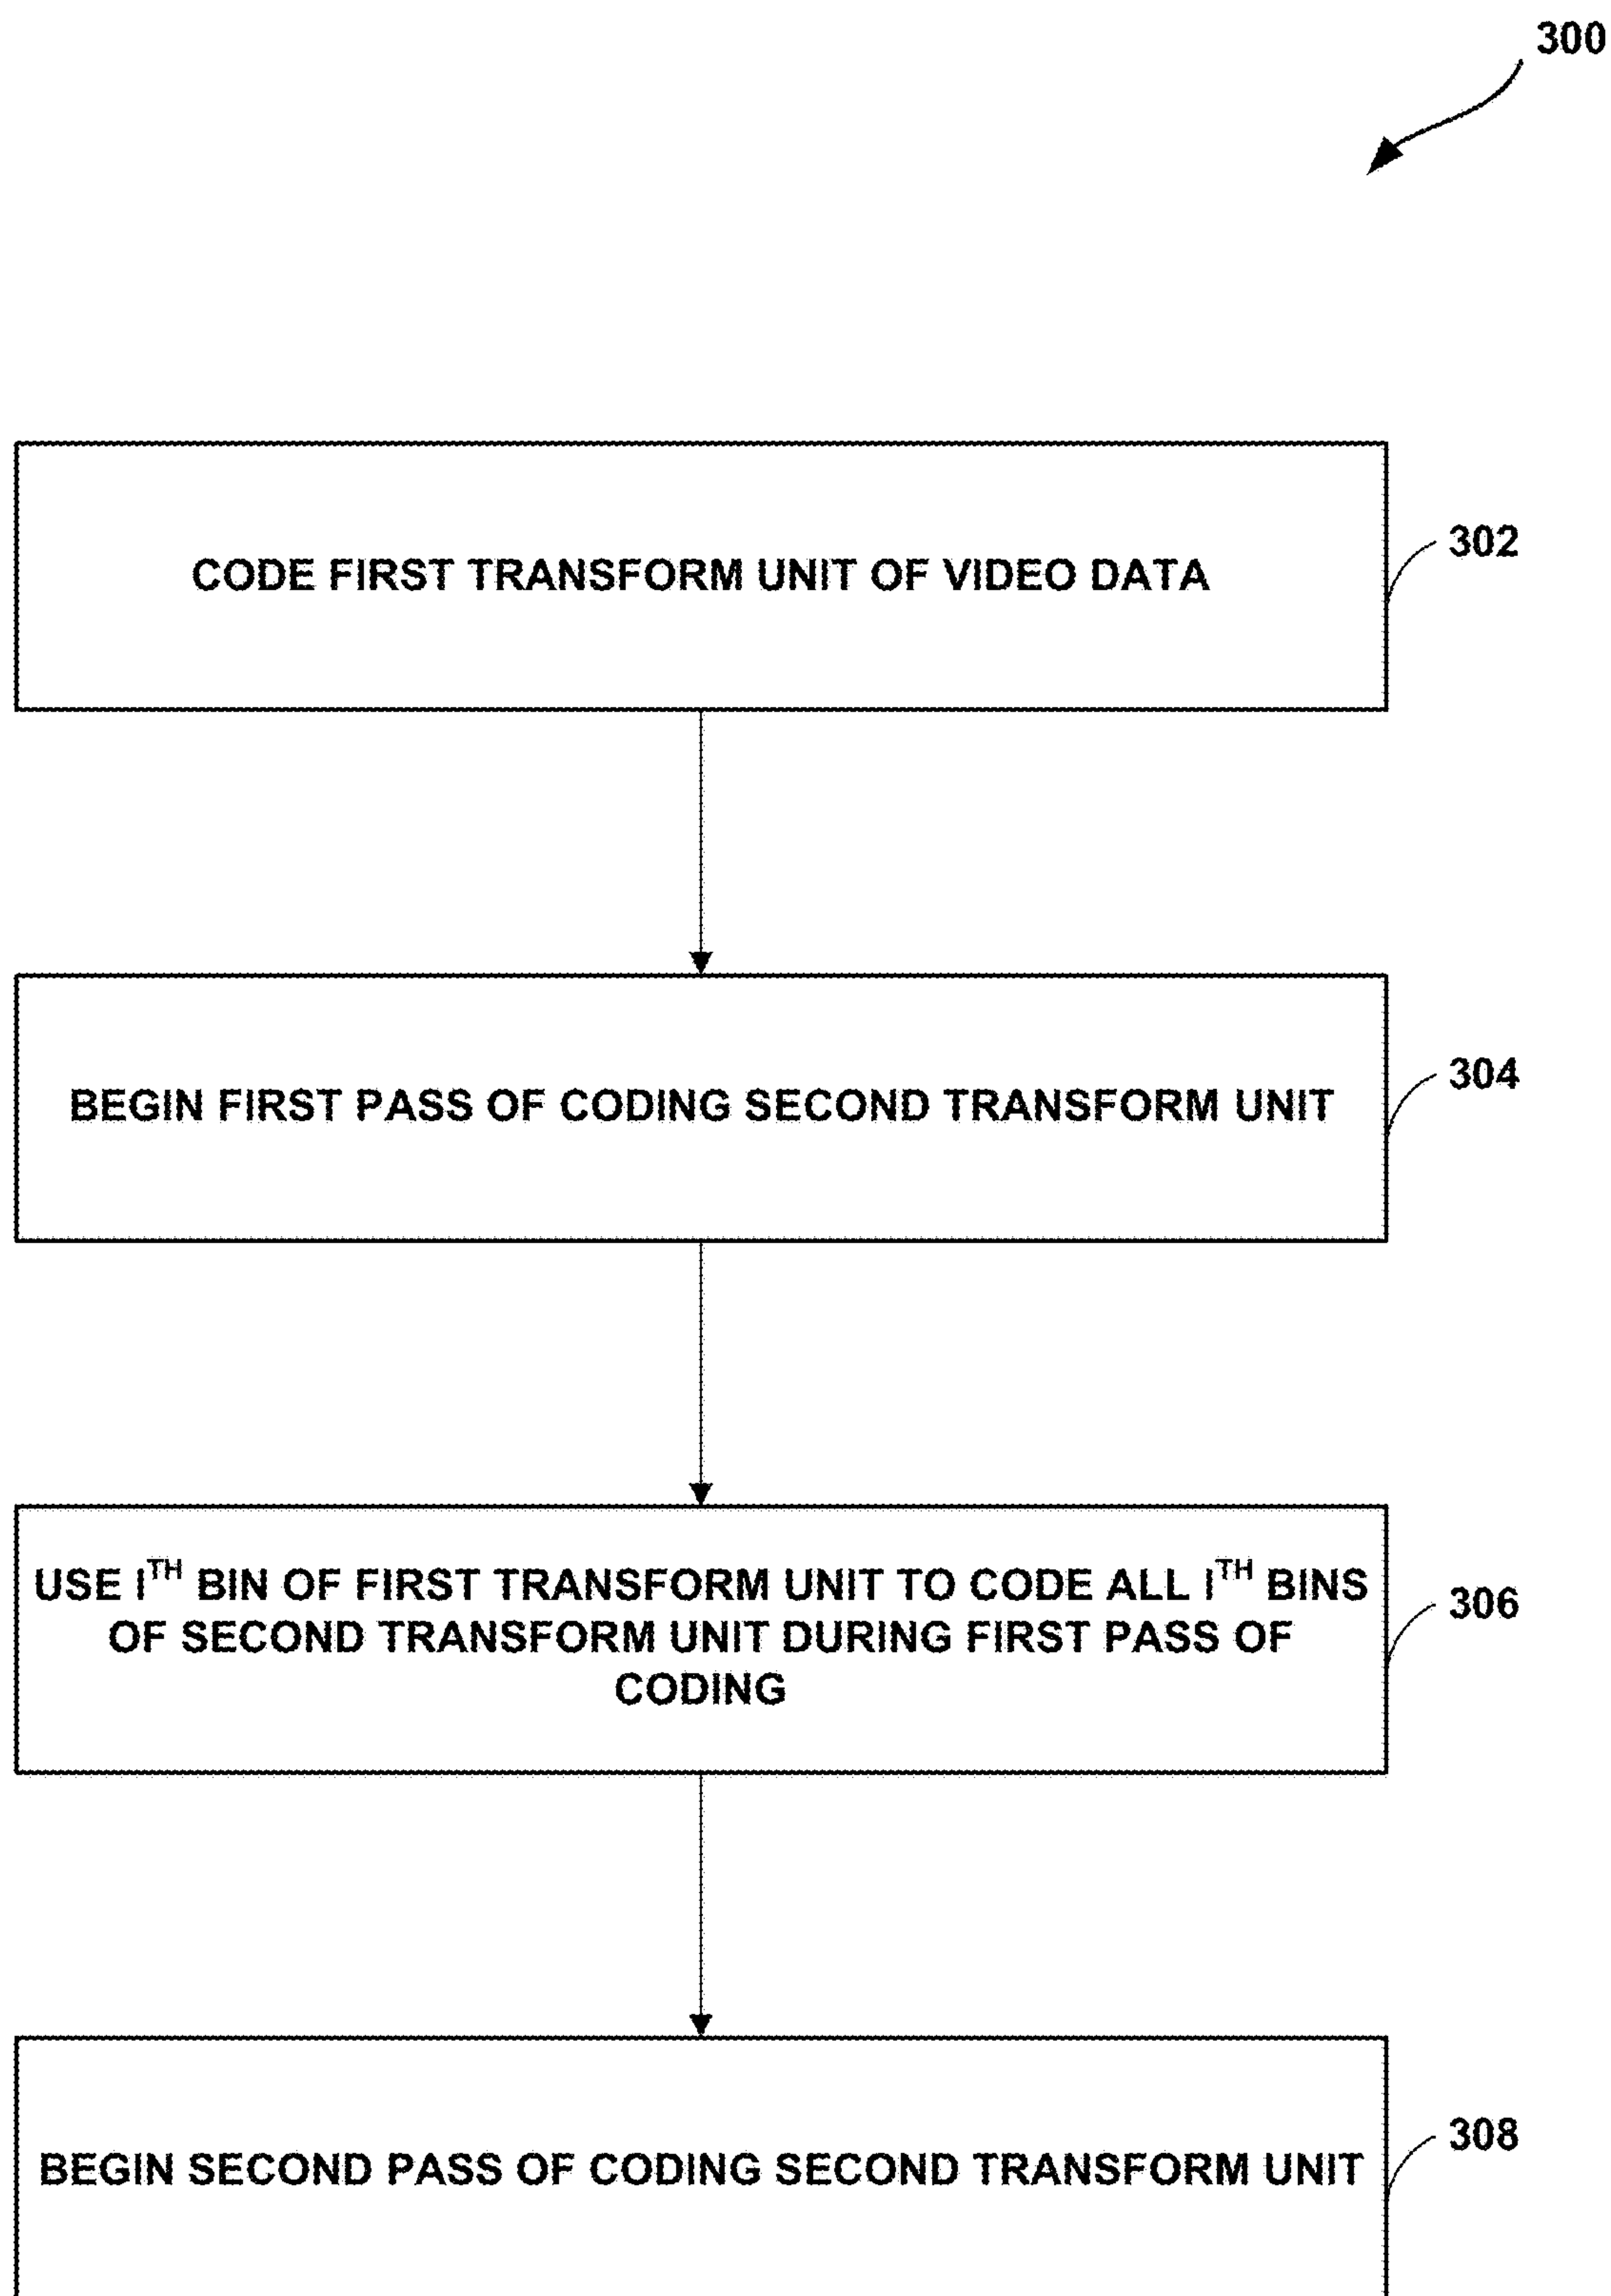 300
CODE FIRST TRANSFORM UNIT OF VIDEO DATA
302
BEGIN FIRST PASS OF CODING SECOND TRANSFORM UNIT
304
USE ITH BIN OF FIRST TRANSFORM UNIT TO CODE ALL ITH BINS
OF SECOND TRANSFORM UNIT DURING FIRST PASS OF
CODING
306
BEGIN SECOND PASS OF CODING SECOND TRANSFORM UNIT
308